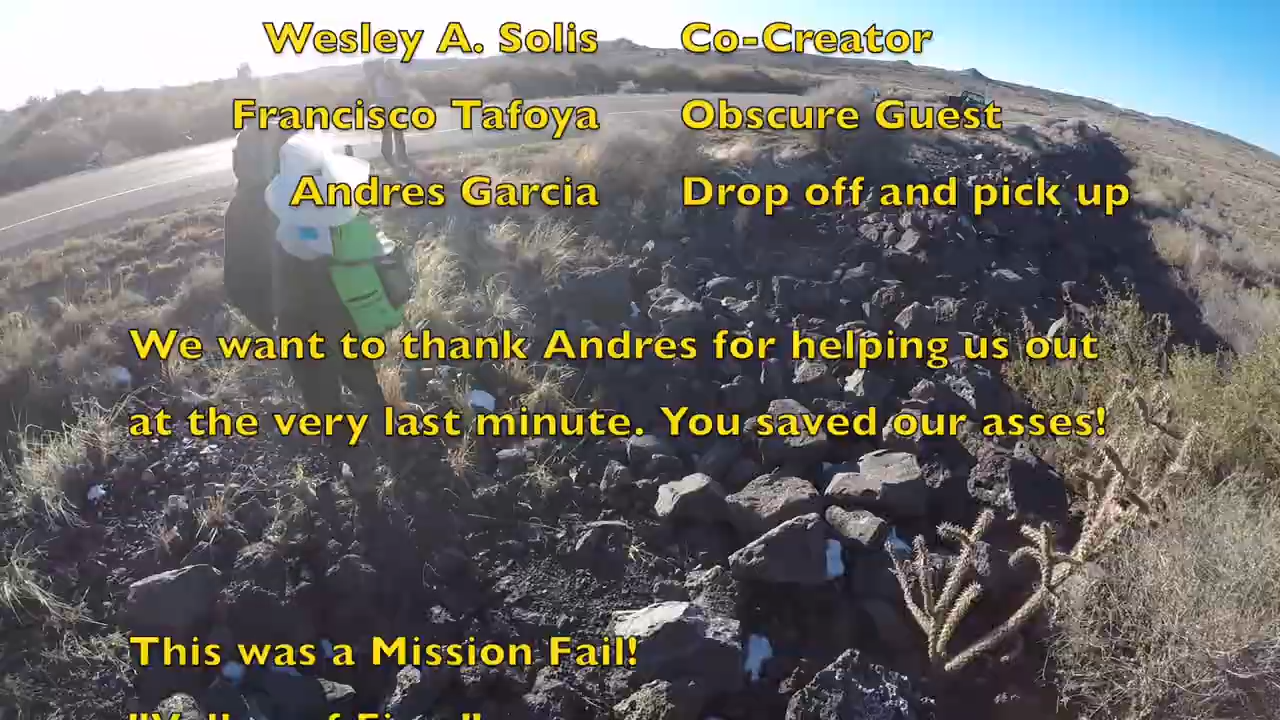 Wesley A. Solis Co-Creator
Francisco Tafoya Obscure Guest
Andres Garcia Drop off and pick up
We want to thank Andres for helping us out
at the very last minute. You saved our asses!
This was a Mission Fail!